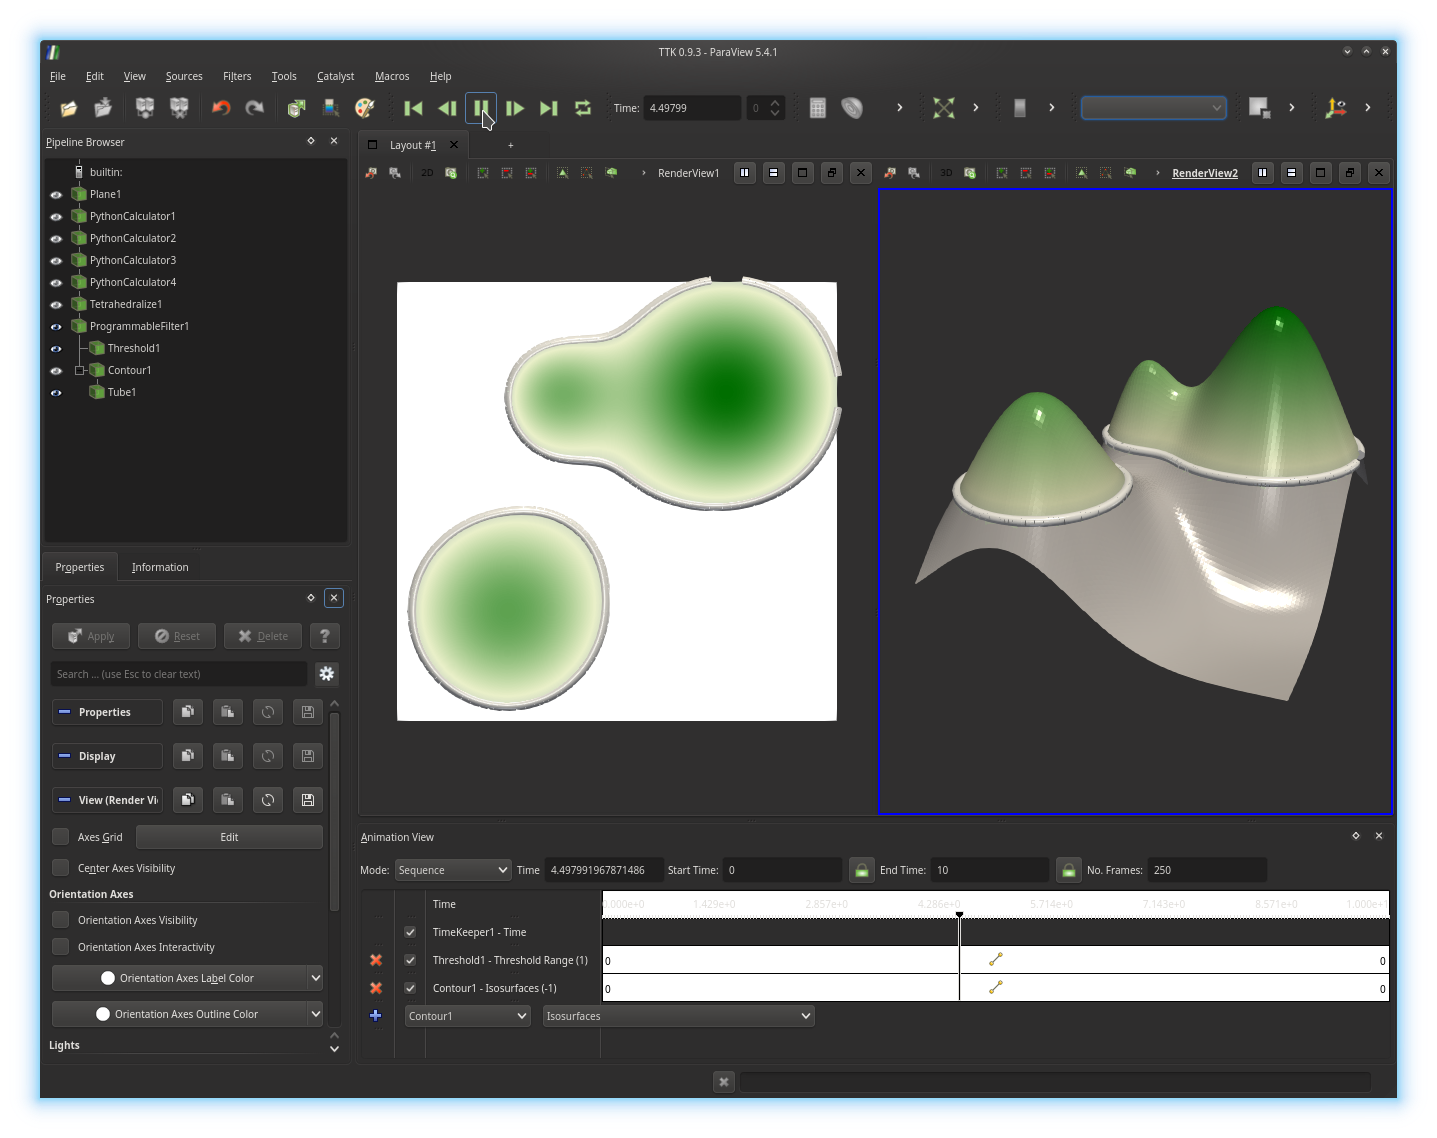 TTK 0.9.3 - ParaView 5.4.1
File Edit View Sources Filters Tools Catalyst Macros Help
Time: 4.49799 0
Pipeline Browser
Layout #1 +
builtin:
2D RenderView1
3D RenderView2
Plane1
PythonCalculator1
PythonCalculator2
PythonCalculator3
PythonCalculator4
Tetrahedralize1
ProgrammableFilter1
Threshold1
Contour1
Tube1
Properties Information
Properties
Apply Reset Delete ?
Search ... (use Esc to clear text)
Properties
Display
View (Render Vi
Axes Grid Edit
Center Axes Visibility
Orientation Axes
Orientation Axes Visibility
Orientation Axes Interactivity
Orientation Axes Label Color
Orientation Axes Outline Color
Lights
Animation View
Mode: Sequence Time 4.497991967871486 Start Time: 0 End Time: 10 No. Frames: 250
Time 0.000e+0 1.429e+0 2.857e+0 4.286e+0 5.714e+0 7.143e+0 8.571e+0 1.000e+1
TimeKeeper1 - Time
Threshold1 - Threshold Range (1) 0 0
Contour1 - Isosurfaces (-1) 0 0
Contour1 Isosurfaces